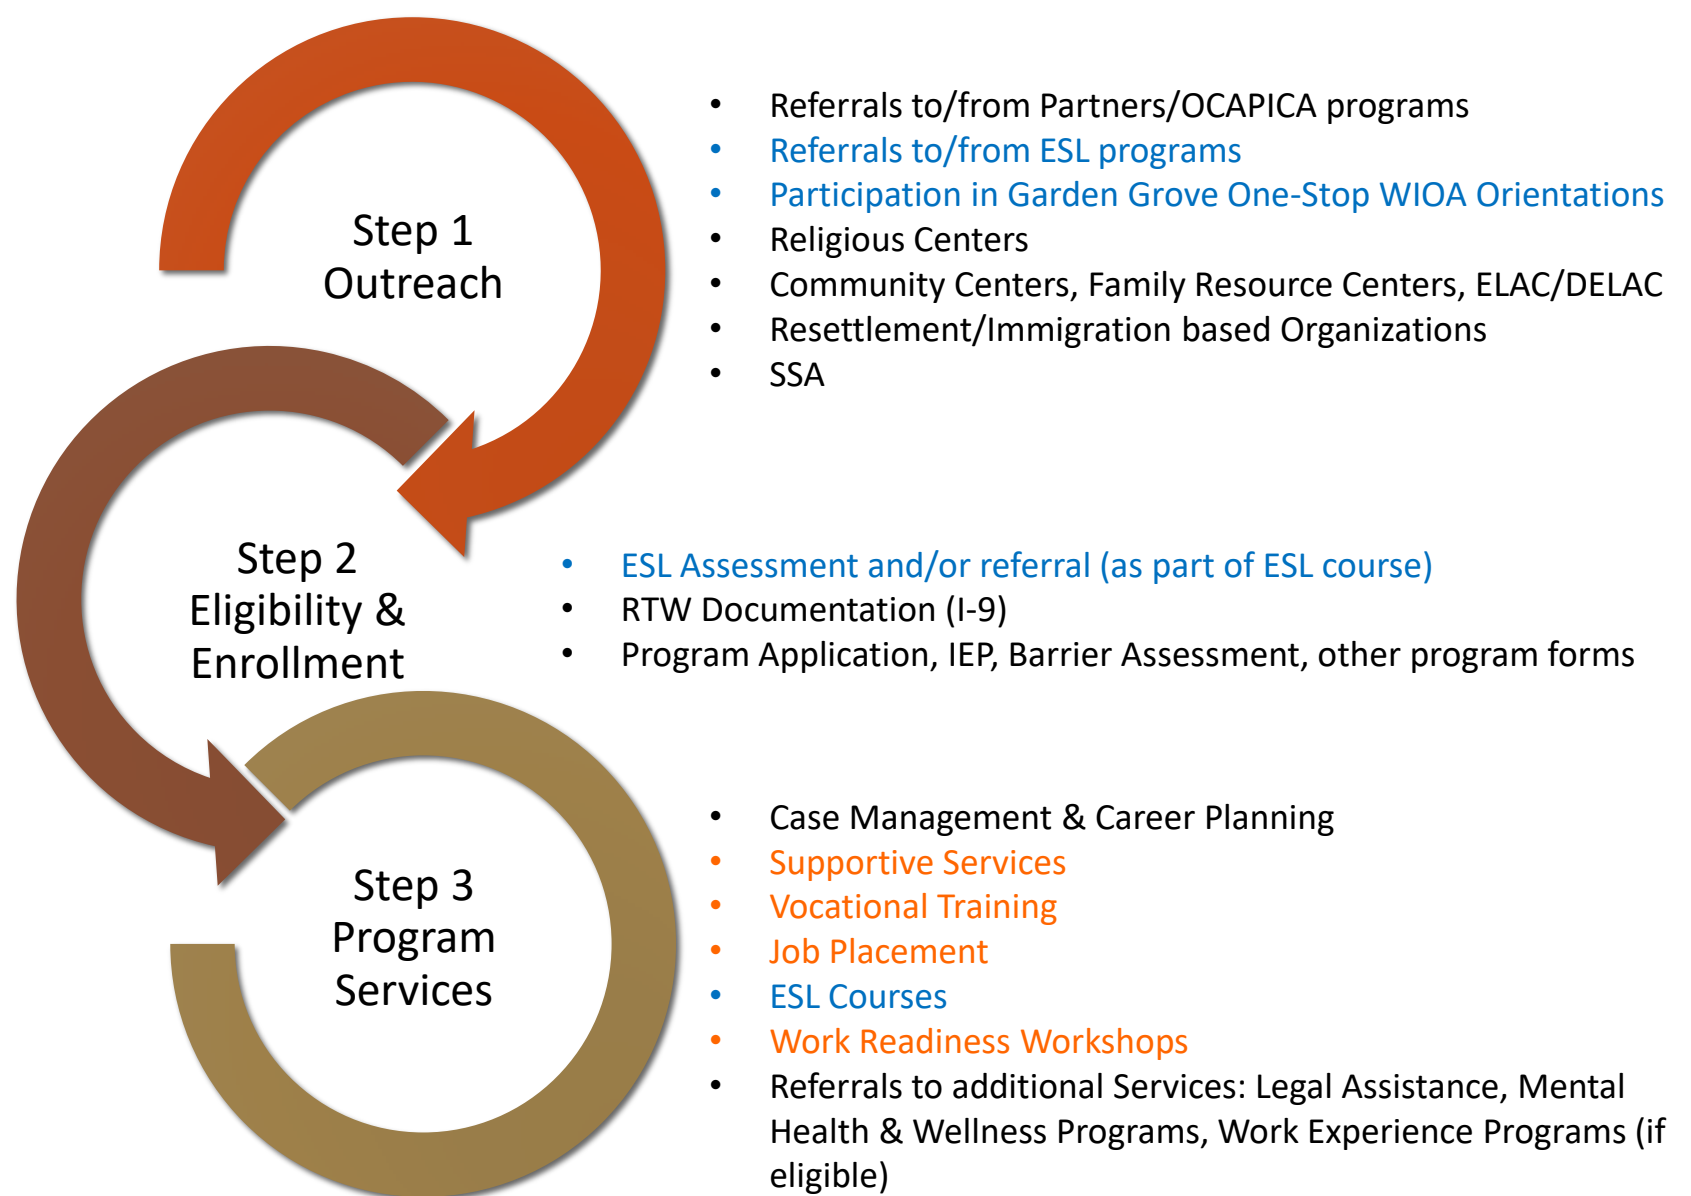 Step 1
Outreach
• Referrals to/from Partners/OCAPICA programs
• Referrals to/from ESL programs
• Participation in Garden Grove One-Stop WIOA Orientations
• Religious Centers
• Community Centers, Family Resource Centers, ELAC/DELAC
• Resettlement/Immigration based Organizations
• SSA
Step 2
Eligibility &
Enrollment
• ESL Assessment and/or referral (as part of ESL course)
• RTW Documentation (I-9)
• Program Application, IEP, Barrier Assessment, other program forms
Step 3
Program
Services
• Case Management & Career Planning
• Supportive Services
• Vocational Training
• Job Placement
• ESL Courses
• Work Readiness Workshops
• Referrals to additional Services: Legal Assistance, Mental
Health & Wellness Programs, Work Experience Programs (if
eligible)